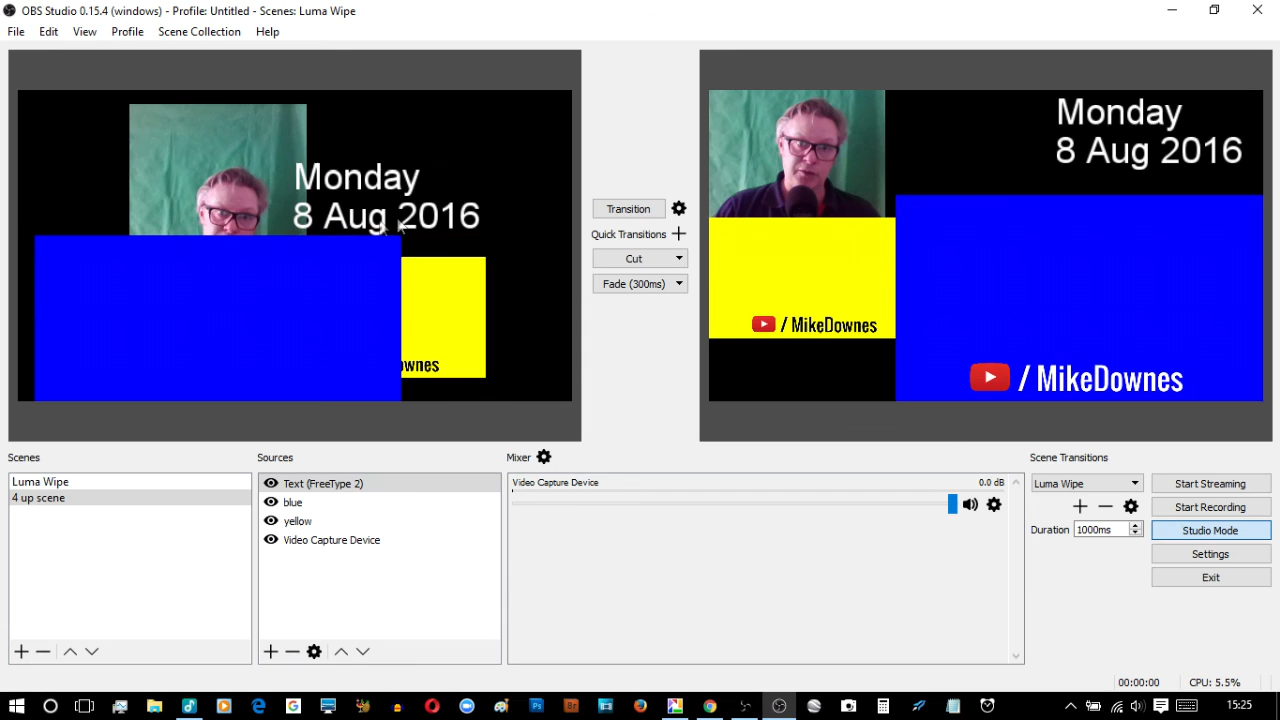 OBS Studio 0.15.4 (windows) - Profile: Untitled - Scenes: Luma Wipe
File Edit View Profile Scene Collection Help
Monday
8 Aug 2016
ownes
Transition
Quick Transitions
Cut
Fade (300ms)
Monday
8 Aug 2016
/ MikeDownes
/ MikeDownes
Scenes
Luma Wipe
4 up scene
Sources
Text (FreeType 2)
blue
yellow
Video Capture Device
Mixer
Video Capture Device 0.0 dB
Scene Transitions
Luma Wipe
Duration 1000ms
Start Streaming
Start Recording
Studio Mode
Settings
Exit
00:00:00 CPU: 5.5%
Ps Br 15:25